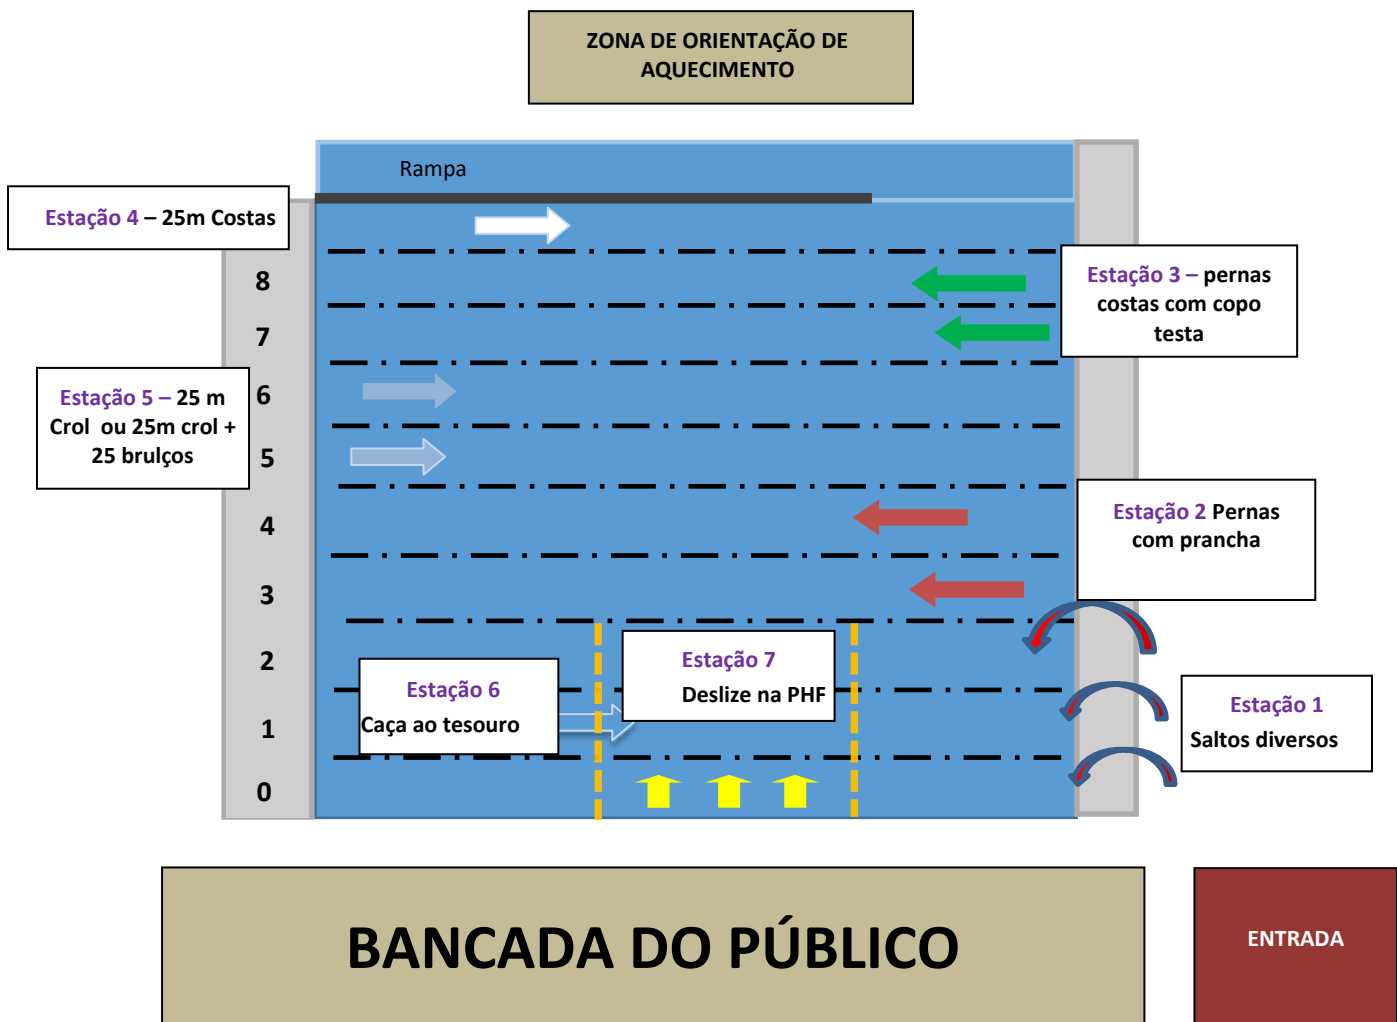 ZONA DE ORIENTAÇÃO DE
AQUECIMENTO
Rampa
Estação 4 – 25m Costas
8
Estação 3 – pernas
costas com copo
testa
7
Estação 5 – 25 m
Crol ou 25m crol +
25 brulços
6
5
4
Estação 2 Pernas
com prancha
3
2
Estação 7
Deslize na PHF
Estação 6
Caça ao tesouro
1
Estação 1
Saltos diversos
0
BANCADA DO PÚBLICO
ENTRADA